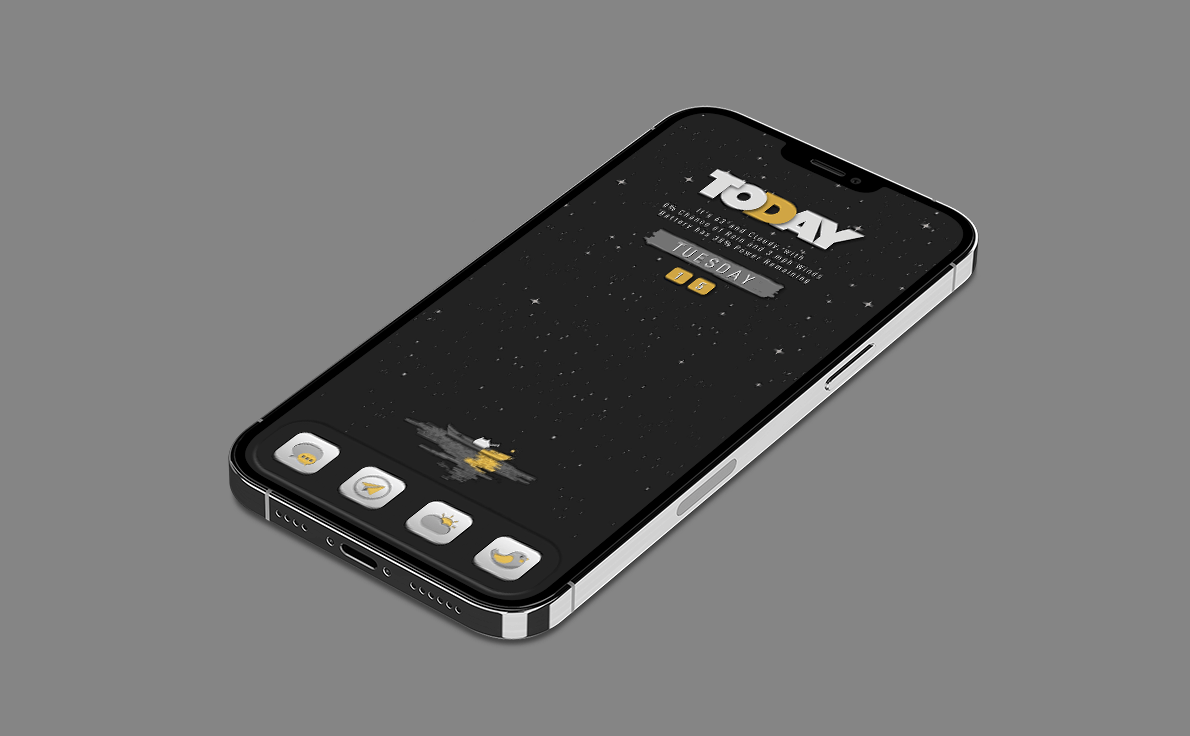 TODAY
It's 63° and Cloudy, with
0% Chance of Rain and 3 mph Winds
Battery has 38% Power Remaining
TUESDAY
1 5